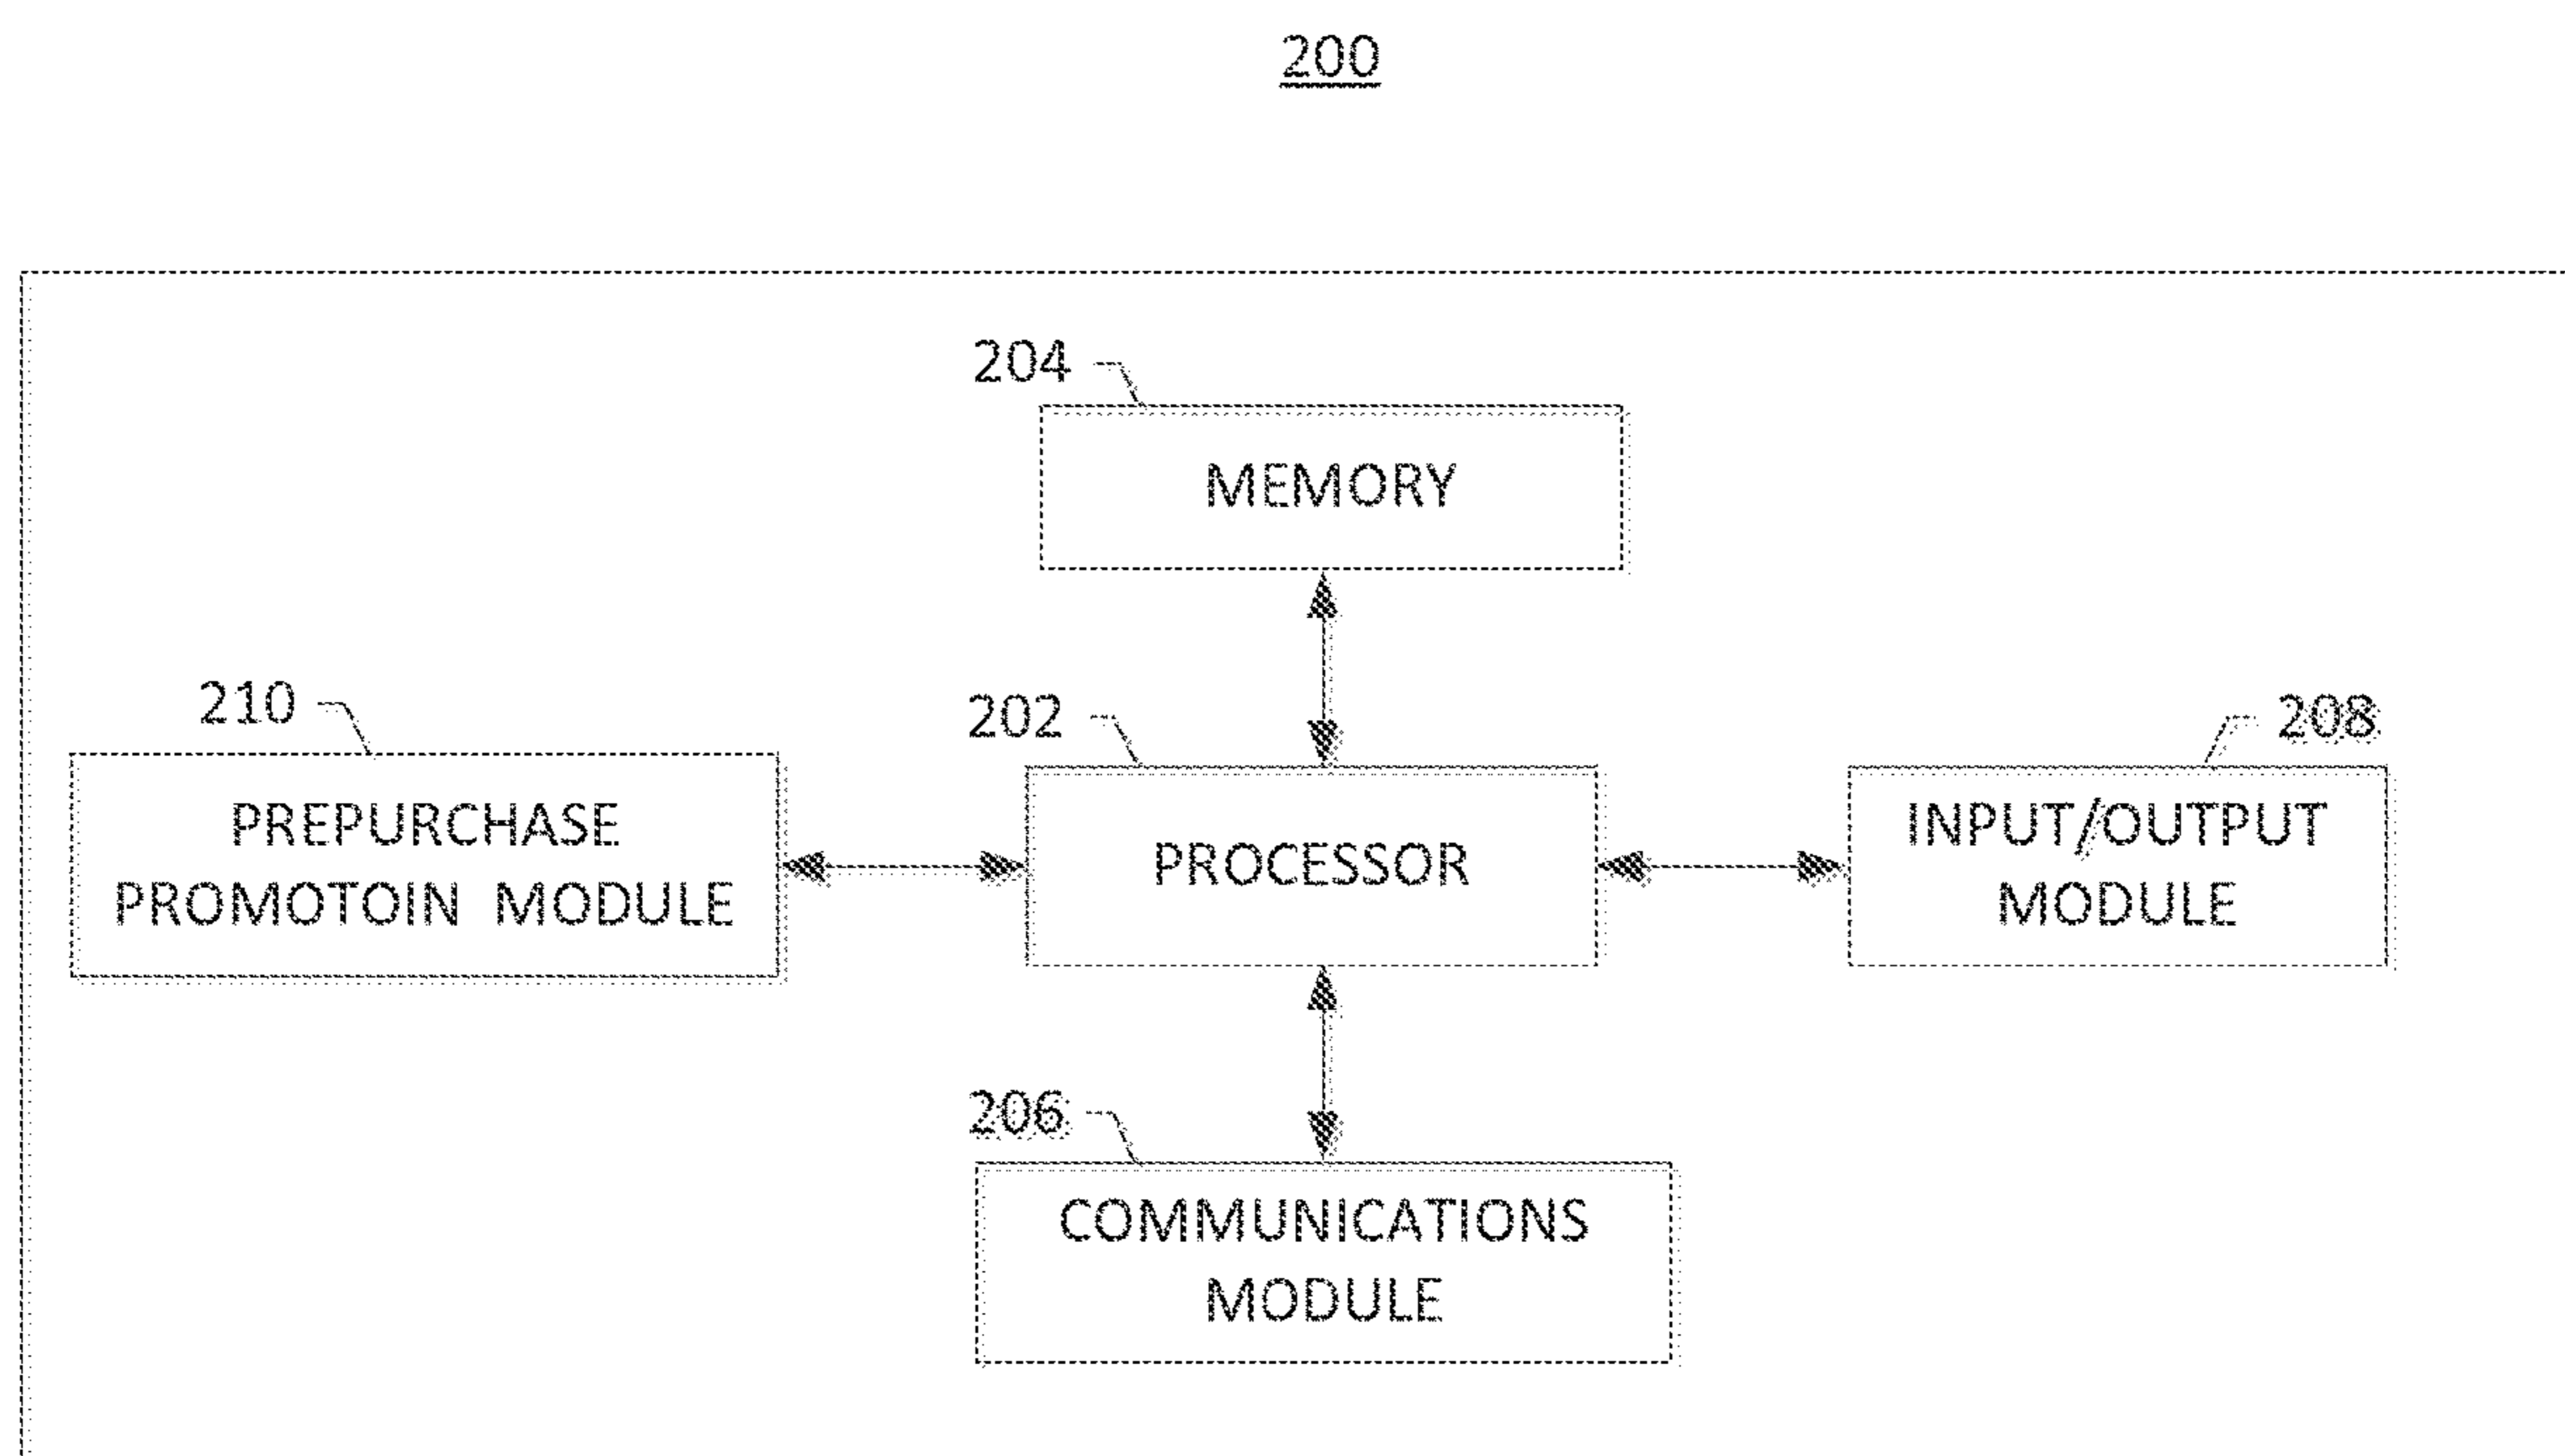 200
204
MEMORY
210
202
208
PREPURCHASE
PROMOTOIN MODULE
PROCESSOR
INPUT/OUTPUT
MODULE
206
COMMUNICATIONS
MODULE